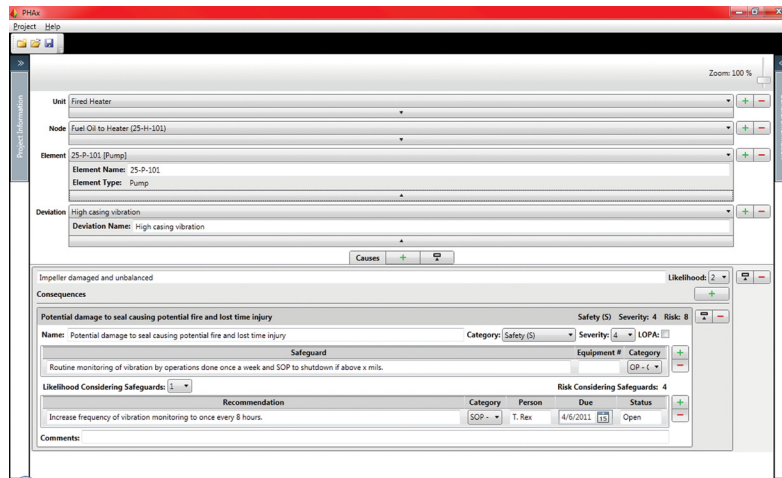 PHAx
Project Help
Zoom: 100 %
Project Information
Unit Fired Heater
Node Fuel Oil to Heater (25-H-101)
Element 25-P-101 [Pump]
Element Name: 25-P-101
Element Type: Pump
Deviation High casing vibration
Deviation Name: High casing vibration
Causes
Impeller damaged and unbalanced Likelihood: 2
Consequences
Potential damage to seal causing potential fire and lost time injury Safety (S) Severity: 4 Risk: 8
Name: Potential damage to seal causing potential fire and lost time injury Category: Safety (S) Severity: 4 LOPA:
Safeguard Equipment # Category
Routine monitoring of vibration by operations done once a week and SOP to shutdown if above x mils. OP - (
Likelihood Considering Safeguards: 1 Risk Considering Safeguards: 4
Recommendation Category Person Due Status
Increase frequency of vibration monitoring to once every 8 hours. SOP - T. Rex 4/6/2011 15 Open
Comments: